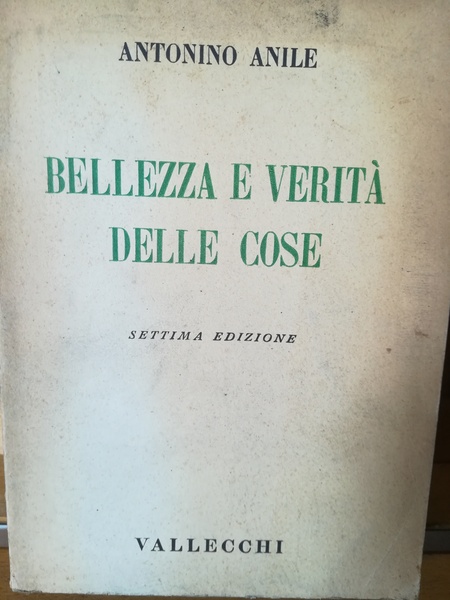 ANTONINO ANILE
BELLEZZA E VERITÀ
DELLE COSE
SETTIMA EDIZIONE
VALLECCHI